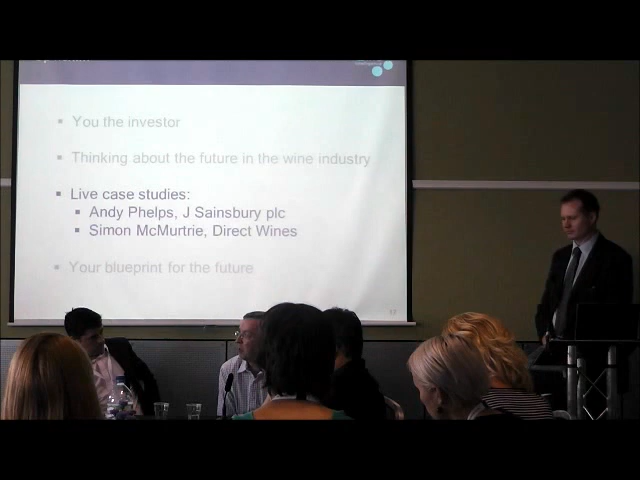 ▪ You the investor
▪ Thinking about the future in the wine industry
▪ Live case studies:
▪ Andy Phelps, J Sainsbury plc
▪ Simon McMurtrie, Direct Wines
▪ Your blueprint for the future
17